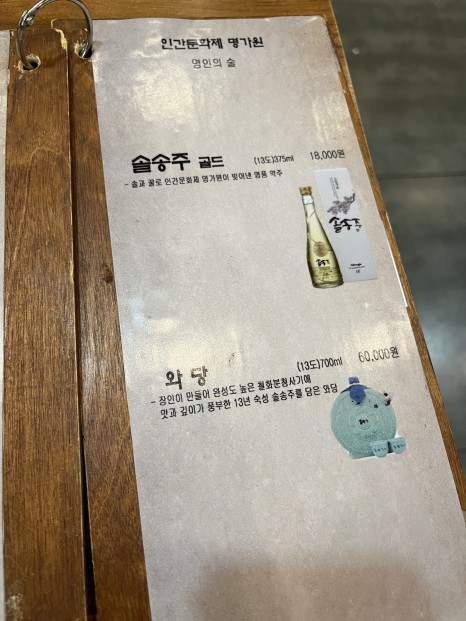 인간문화제 명가원
명인의 술
솔송주 골드 (13도)375ml 18,000원
- 솔과 꿀로 인간문화제 명가원이 빚어낸 명품 약주
솔송주
와 당 (13도)700ml 60,000원
- 장인이 만들어 완성도 높은 철화분청사기에
맛과 깊이가 풍부한 13년 숙성 솔송주를 담은 와당